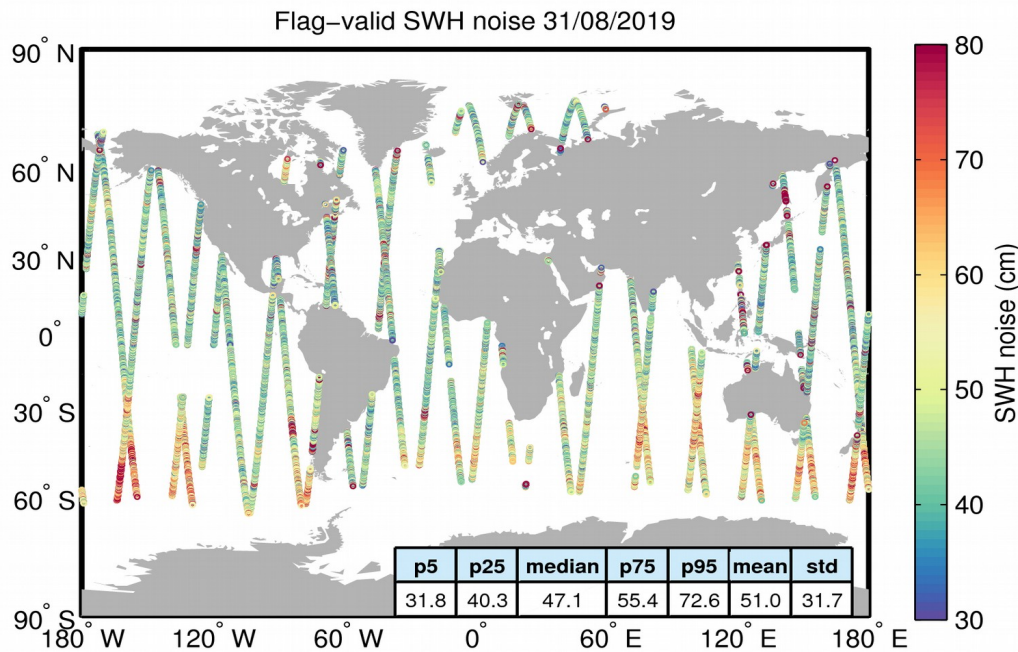 Flag−valid SWH noise 31/08/2019
90° N
60° N
30° N
0°
30° S
60° S
90° S
180° W
120° W
60° W
0°
60° E
120° E
180° E
p5 p25 median p75 p95 mean std
31.8 40.3 47.1 55.4 72.6 51.0 31.7
80
70
60
50
40
30
SWH noise (cm)